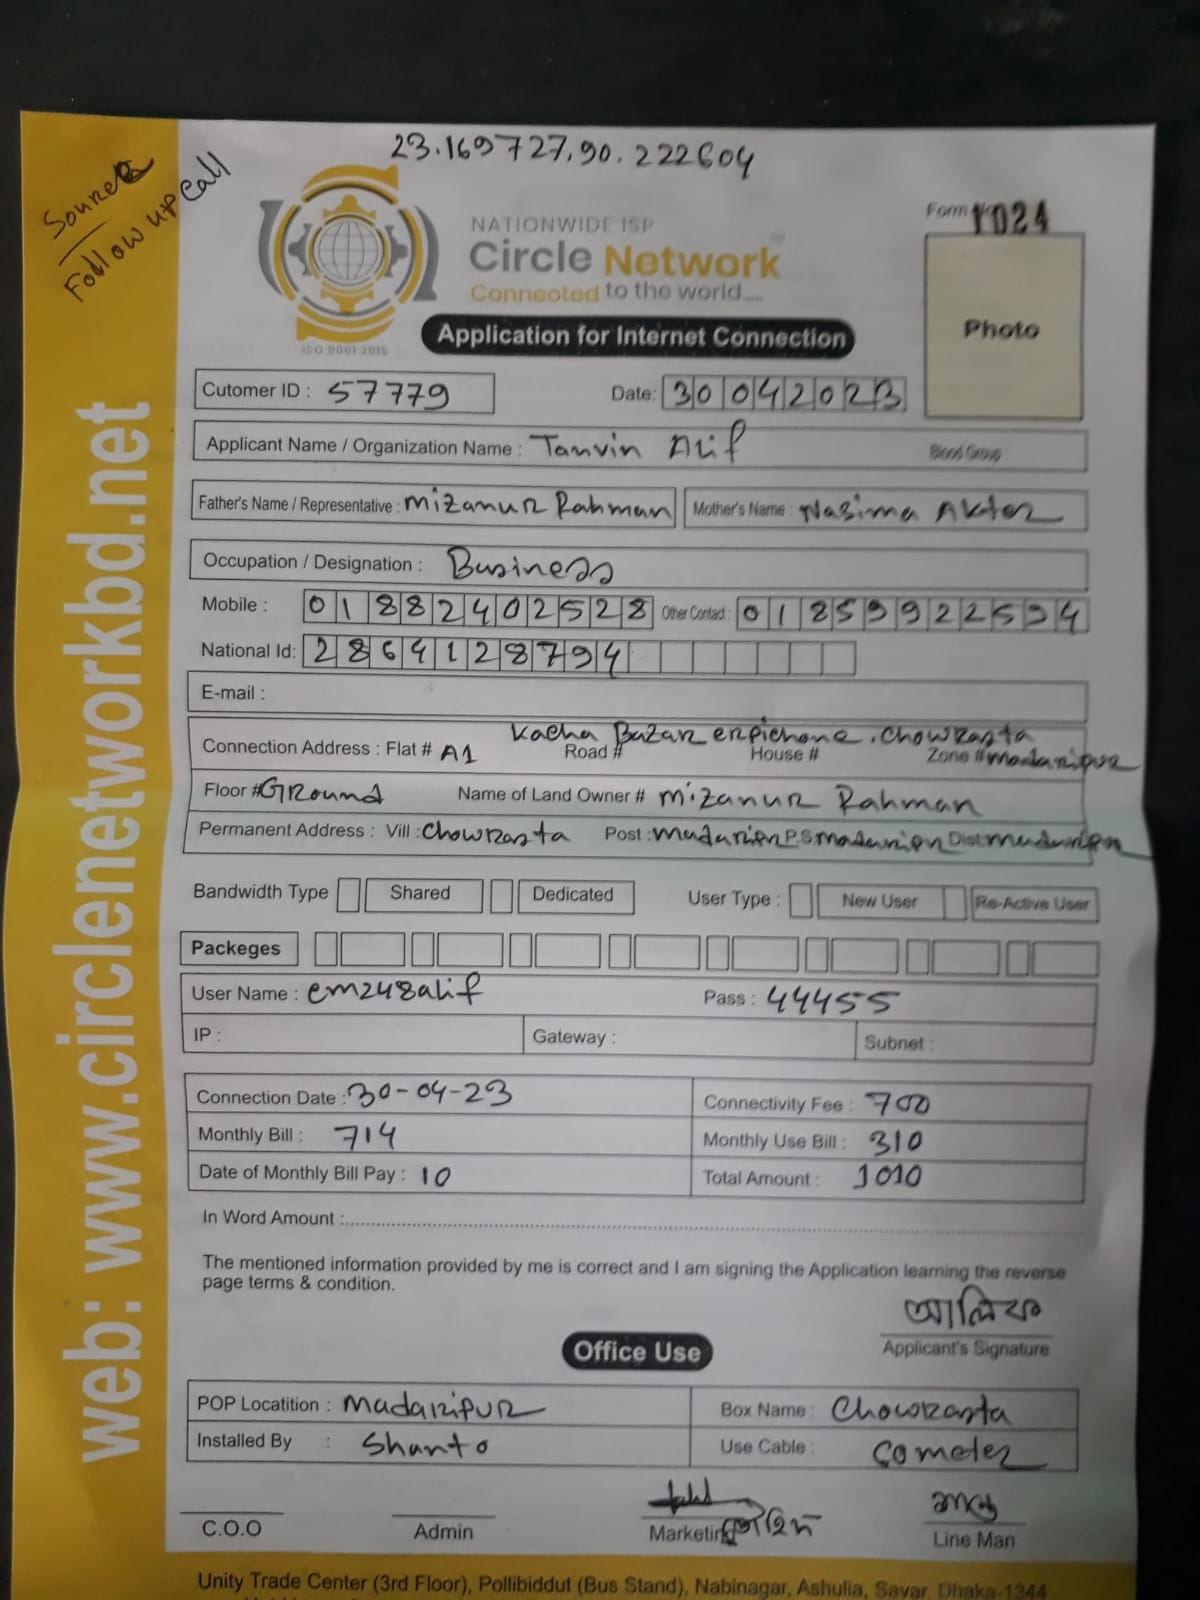 23.169727,90.222604
Source
Follow up call
NATIONWIDE ISP
Circle Network
Connected to the world.....
ISO 9001 2015
Form No 1024
Photo
Application for Internet Connection
Cutomer ID : 57779 Date: 30042023
Applicant Name / Organization Name : Tanvin Alif Blood Group
Father's Name / Representative : Mizanur Rahman Mother's Name : Nasima Akter
Occupation / Designation : Business
Mobile : 01882402528 Other Contact : 01859922594
National Id: 2864128794
E-mail :
Kacha Bazar erpichone, Chowrasta
Connection Address : Flat # A1 Road # House # Zone # Madaripur
Floor # Ground Name of Land Owner # Mizanur Rahman
Permanent Address : Vill : Chowrasta Post : Madaripur P.S Madaripur Dist Madaripur
Bandwidth Type Shared Dedicated User Type : New User Re-Active User
Packeges
User Name : em248alif Pass : 44455
IP : Gateway : Subnet :
Connection Date : 30-04-23 Connectivity Fee : 700
Monthly Bill : 714 Monthly Use Bill : 310
Date of Monthly Bill Pay : 10 Total Amount : 1010
In Word Amount :
The mentioned information provided by me is correct and I am signing the Application learning the reverse
page terms & condition.
আলিফ
Applicant's Signature
Office Use
POP Locatition : Madaripur Box Name : Chowrasta
Installed By : Shanto Use Cable : 90 meter
C.O.O Admin Marketing Line Man
Unity Trade Center (3rd Floor), Pollibiddut (Bus Stand), Nabinagar, Ashulia, Savar, Dhaka-1344
web: www.circlenetworkbd.net